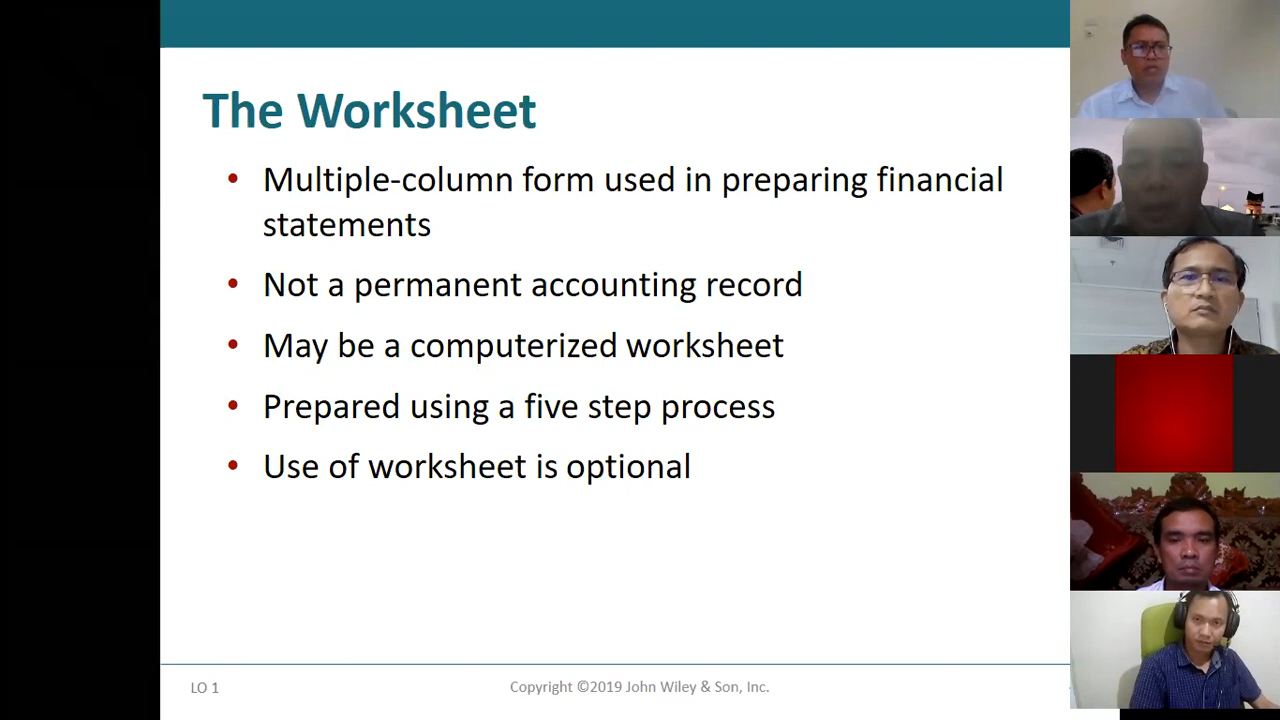 The Worksheet
• Multiple-column form used in preparing financial
statements
• Not a permanent accounting record
• May be a computerized worksheet
• Prepared using a five step process
• Use of worksheet is optional
LO 1
Copyright ©2019 John Wiley & Son, Inc.